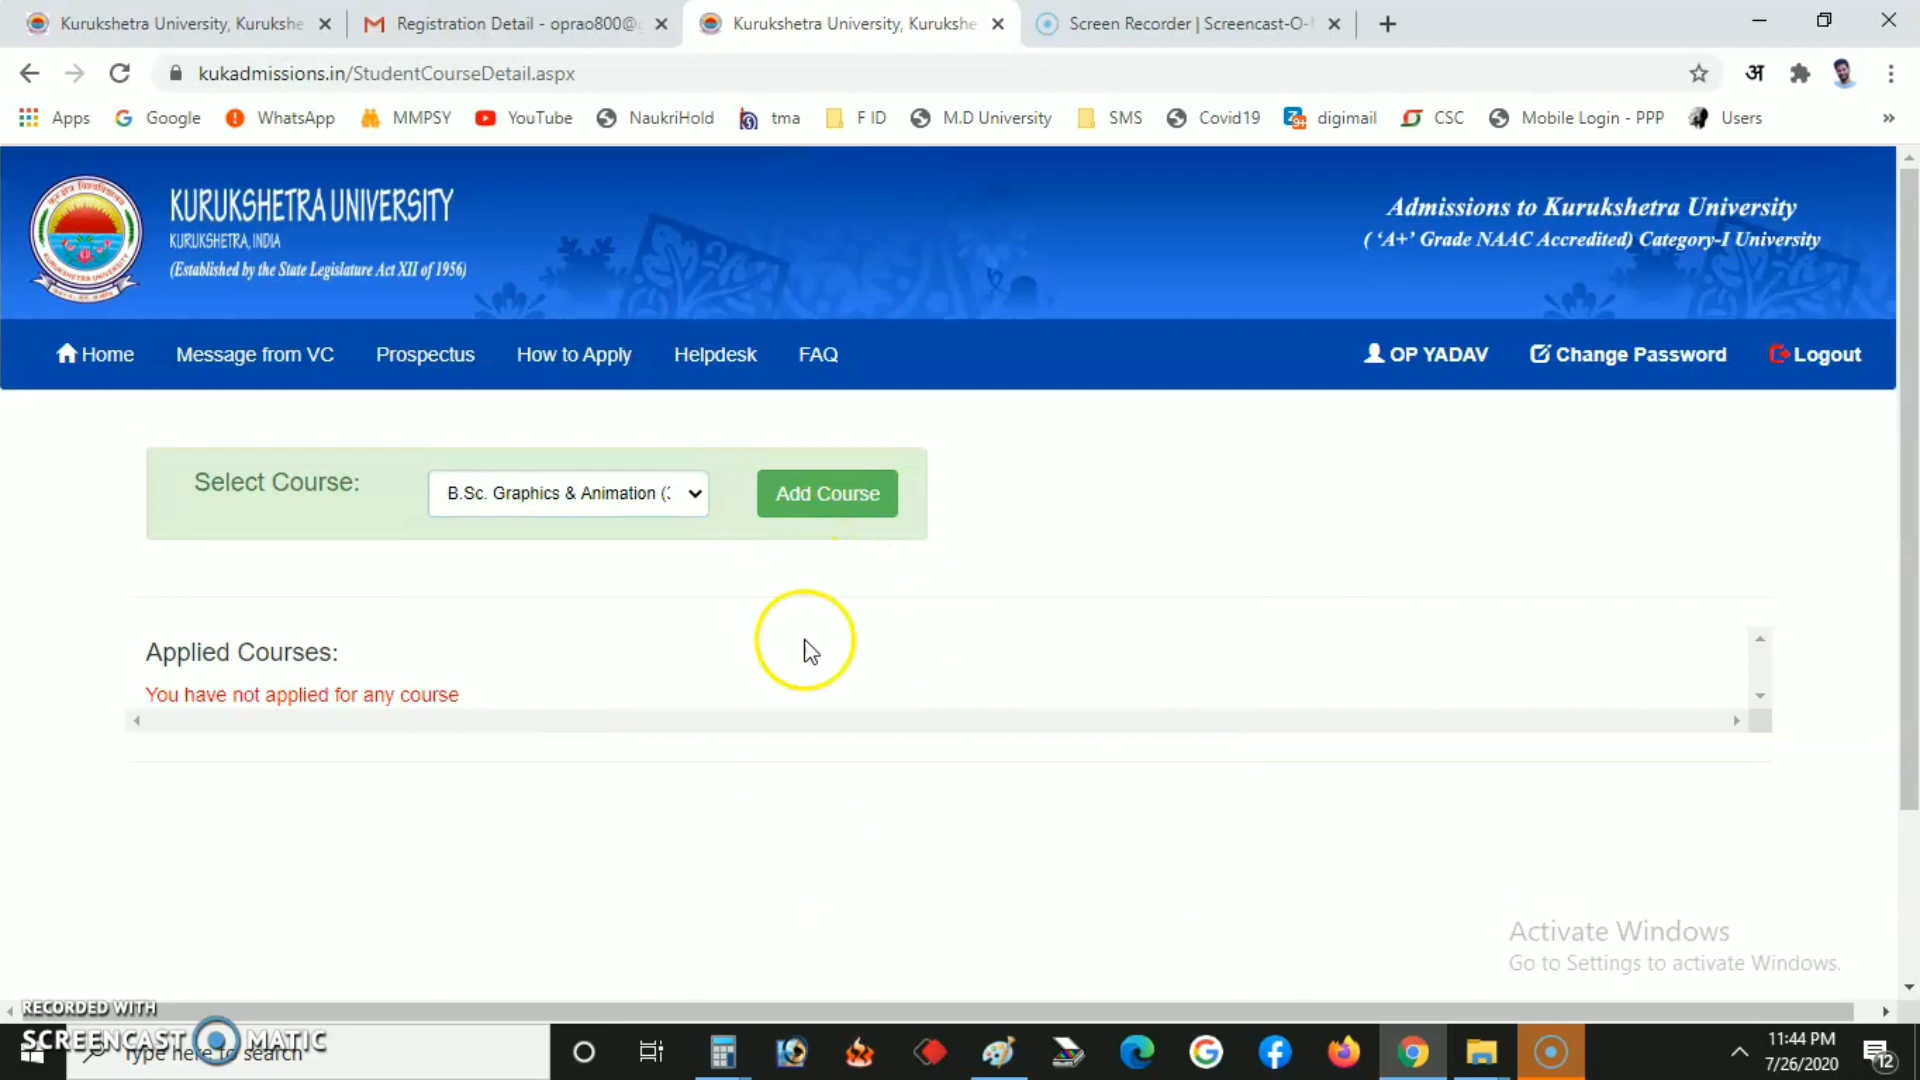 Kurukshetra University, Kurukshe
Registration Detail - oprao800@g
Kurukshetra University, Kurukshe
Screen Recorder | Screencast-O-
kukadmissions.in/StudentCourseDetail.aspx
अ
Apps
Google
WhatsApp
MMPSY
YouTube
NaukriHold
tma
F ID
M.D University
SMS
Covid19
digimail
CSC
Mobile Login - PPP
Users
KURUKSHETRA UNIVERSITY
KURUKSHETRA, INDIA
(Established by the State Legislature Act XII of 1956)
Admissions to Kurukshetra University
( ‘A+’ Grade NAAC Accredited) Category-I University
Home
Message from VC
Prospectus
How to Apply
Helpdesk
FAQ
OP YADAV
Change Password
Logout
Select Course:
B.Sc. Graphics & Animation (3
Add Course
Applied Courses:
You have not applied for any course
Activate Windows
Go to Settings to activate Windows.
RECORDED WITH
SCREENCAST MATIC
Type here to search
11:44 PM
7/26/2020
12